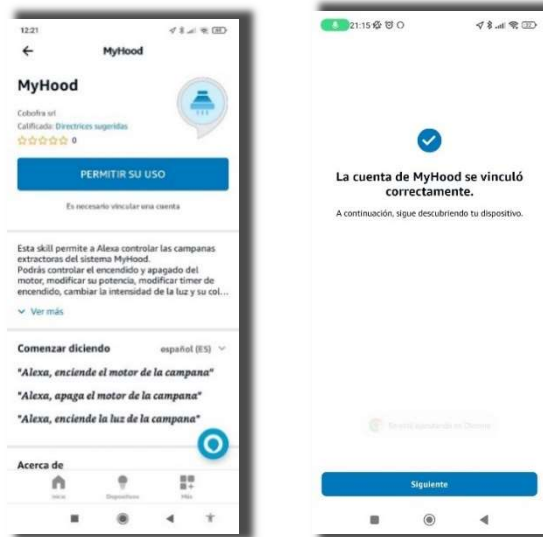 12:21
MyHood
MyHood
Cobofra srl
Calificada: Directrices sugeridas
0
PERMITIR SU USO
Es necesario vincular una cuenta
Esta skill permite a Alexa controlar las campanas
extractoras del sistema MyHood.
Podrás controlar el encendido y apagado del
motor, modificar su potencia, modificar timer de
encendido, cambiar la intensidad de la luz y su col...
Ver más
Comenzar diciendo
español (ES)
"Alexa, enciende el motor de la campana"
"Alexa, apaga el motor de la campana"
"Alexa, enciende la luz de la campana"
Acerca de
Inicio
Dispositivos
Más
21:15
La cuenta de MyHood se vinculó
correctamente.
A continuación, sigue descubriendo tu dispositivo.
Siguiente